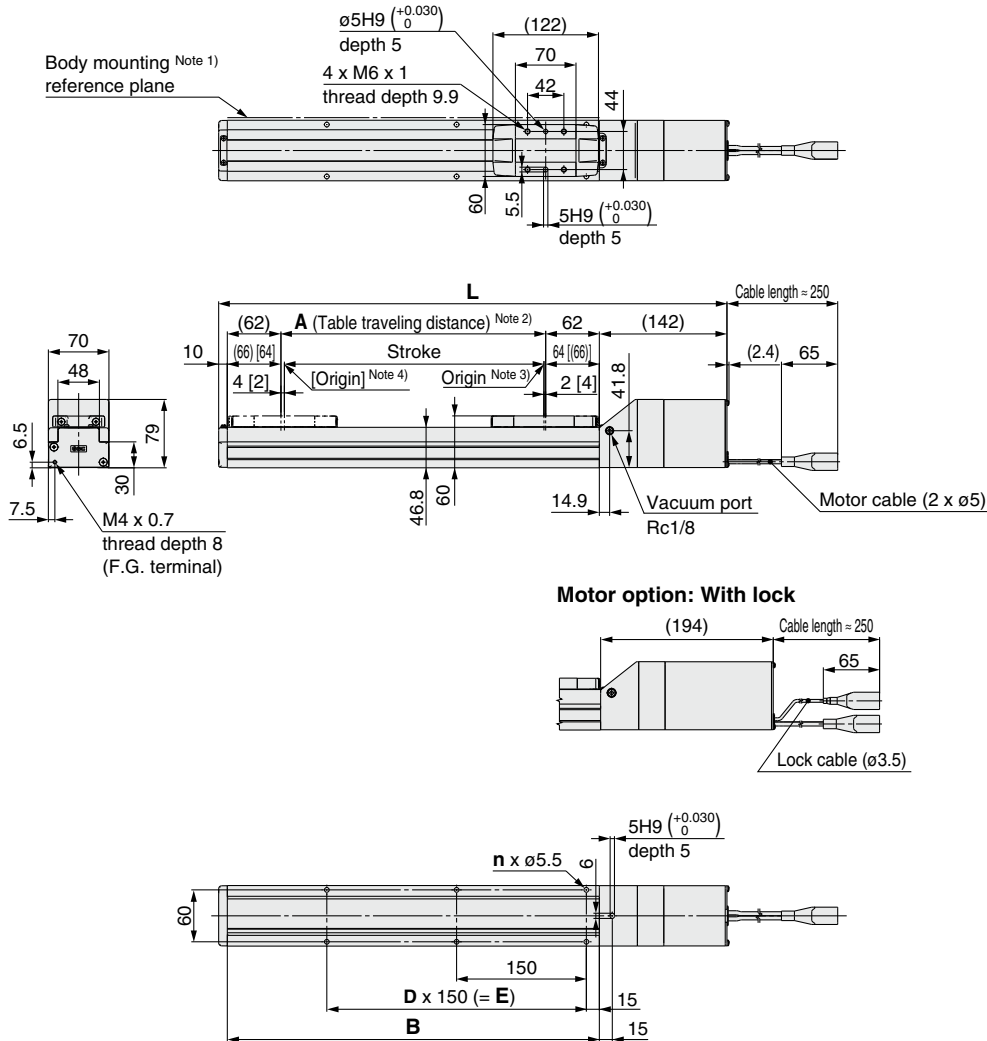 ø5H9 (+0.030 0)
depth 5
(122)
Body mounting Note 1)
reference plane
4 x M6 x 1
thread depth 9.9
70
42
44
60
5.5
5H9 (+0.030 0)
depth 5
L
Cable length ≈ 250
(62)
A (Table traveling distance) Note 2)
62
(142)
70
48
10
(66) [64]
Stroke
64 [(66)]
(2.4)
65
4 [2]
[Origin] Note 4)
Origin Note 3)
2 [4]
41.8
6.5
79
30
7.5
46.8
60
14.9
Vacuum port
Rc1/8
Motor cable (2 x ø5)
M4 x 0.7
thread depth 8
(F.G. terminal)
Motor option: With lock
(194)
Cable length ≈ 250
65
Lock cable (ø3.5)
5H9 (+0.030 0)
depth 5
n x ø5.5
6
60
150
D x 150 (= E)
15
B
15